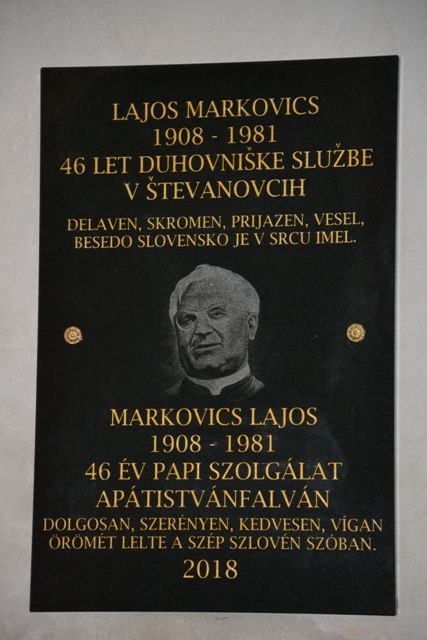 LAJOS MARKOVICS
1908 - 1981
46 LET DUHOVNIŠKE SLUŽBE
V ŠTEVANOVCIH
DELAVEN, SKROMEN, PRIJAZEN, VESEL,
BESEDO SLOVENSKO JE V SRCU IMEL.
MARKOVICS LAJOS
1908 - 1981
46 ÉV PAPI SZOLGÁLAT
APÁTISTVÁNFALVÁN
DOLGOSAN, SZERÉNYEN, KEDVESEN, VÍGAN
ÖRÖMÉT LELTE A SZÉP SZLOVÉN SZÓBAN.
2018